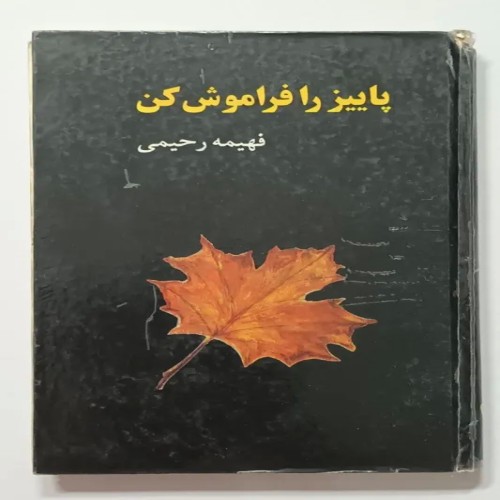 پاییز را فراموش کن
فهیمه رحیمی